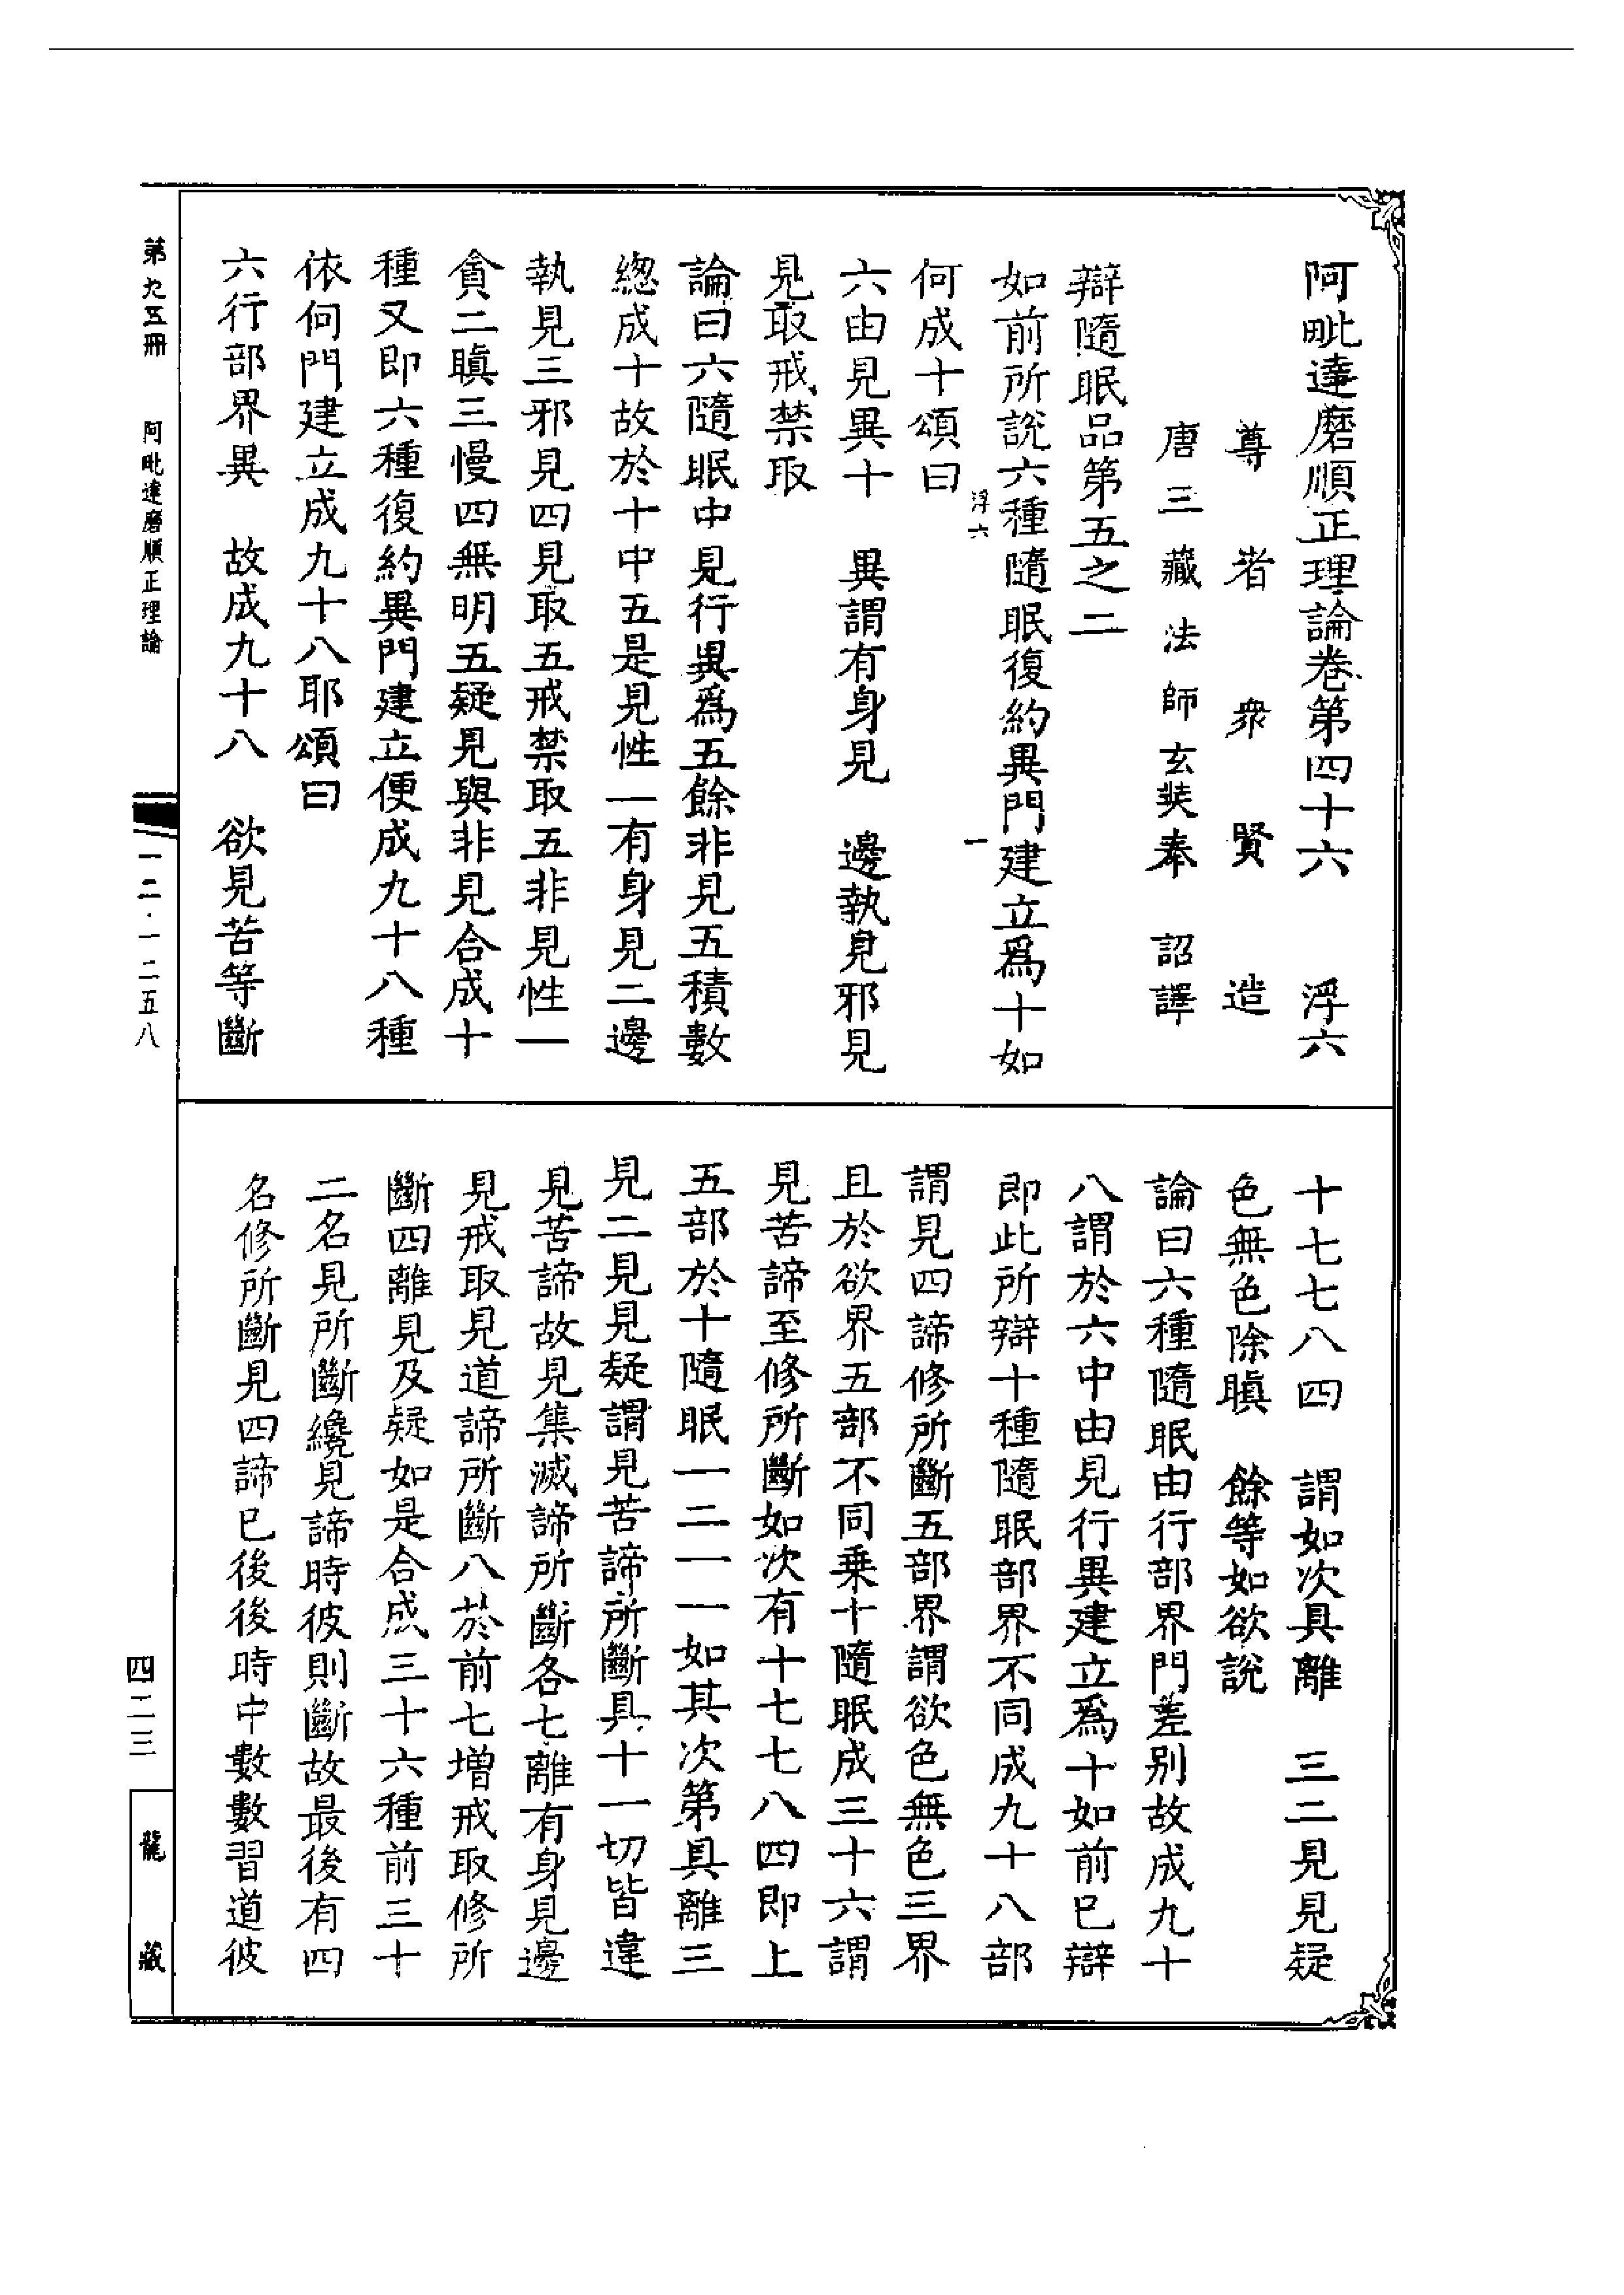 阿毗達磨順正理論卷第四十六　浮六
尊者衆賢造
唐三藏法師玄奘奉　詔譯
辯隨眠品第五之二
如前所說六種隨眠復約異門建立爲十如
浮六　一
何成十頌曰
六由見異十　異謂有身見　邊執見邪見
見取戒禁取
論曰六隨眠中見行異爲五餘非見五積數
總成十故於十中五是見性一有身見二邊
執見三邪見四見取五戒禁取五非見性一
貪二瞋三慢四無明五疑見與非見合成十
種又即六種復約異門建立便成九十八種
依何門建立成九十八耶頌曰
六行部界異　故成九十八　欲見苦等斷
十七七八四　謂如次具離　三二見見疑
色無色除瞋　餘等如欲說
論曰六種隨眠由行部界門差別故成九十
八謂於六中由見行異建立爲十如前已辯
即此所辯十種隨眠部界不同成九十八部
謂見四諦修所斷五部界謂欲色無色三界
且於欲界五部不同乗十隨眠成三十六謂
見苦諦至修所斷如次有十七七八四即上
五部於十隨眠一二一一如其次第具離三
見二見見疑謂見苦諦所斷具十一切皆違
見苦諦故見集滅諦所斷各七離有身見邊
見戒取見道諦所斷八於前七增戒取修所
斷四離見及疑如是合成三十六種前三十
二名見所斷纔見諦時彼則斷故最後有四
名修所斷見四諦已後後時中數數習道彼
第九五冊　阿毗達磨順正理論
一二·一二五八
四二三
龍藏